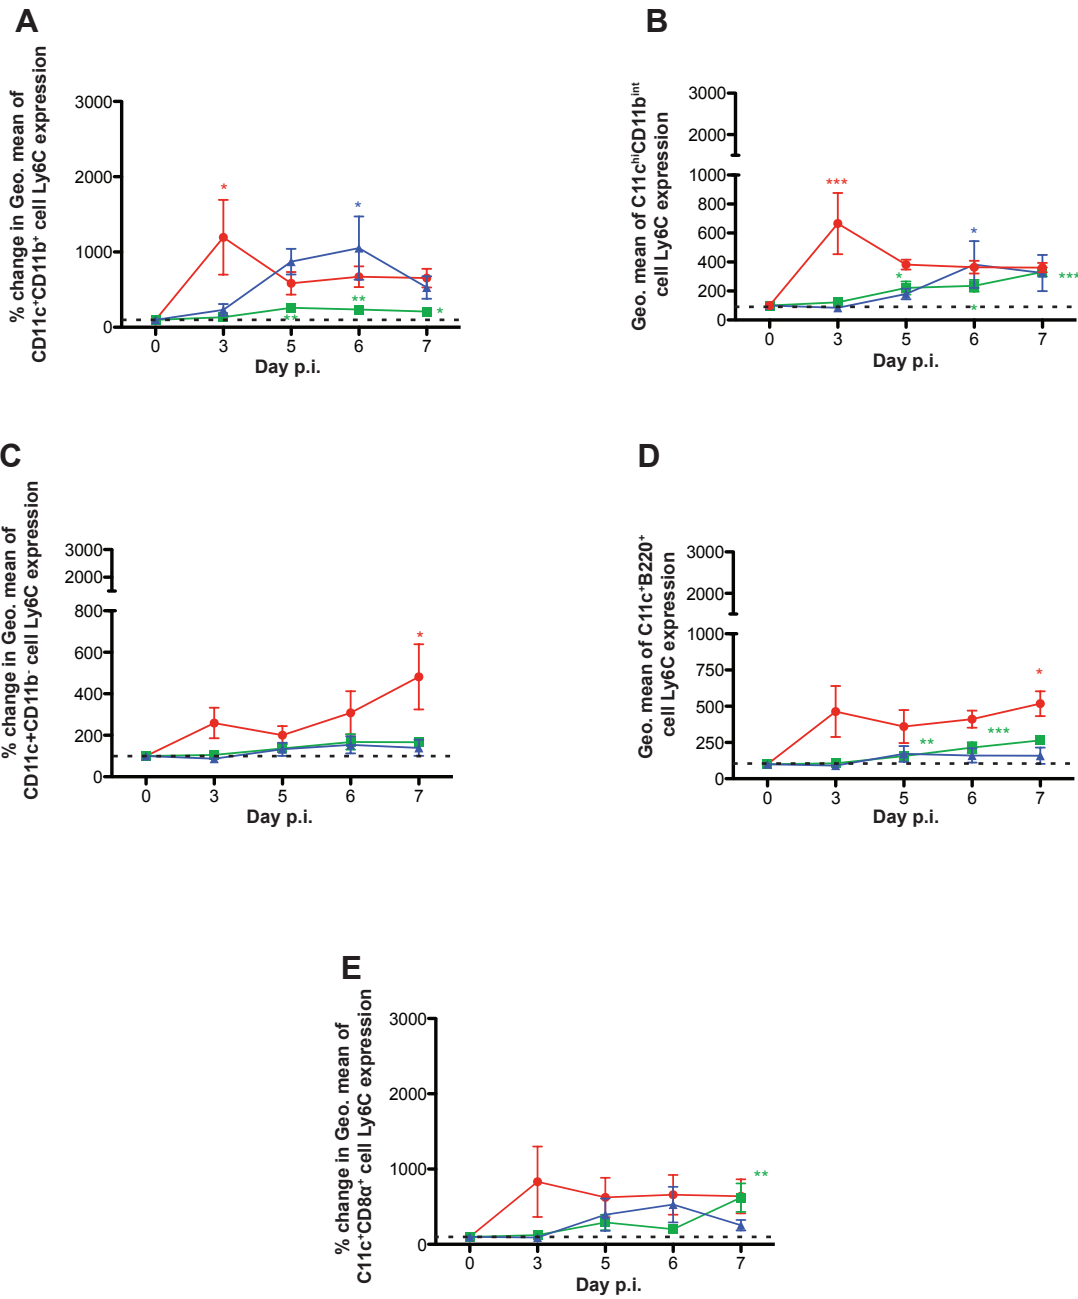 A
% change in Geo. mean of
CD11c⁺CD11b⁺ cell Ly6C expression
3000
2000
1000
0
*
*
**
**
*
0 3 5 6 7
Day p.i.
B
Geo. mean of C11cʰⁱCD11bⁱⁿᵗ
cell Ly6C expression
3000
2000
1000
800
600
400
200
0
***
*
*
*
***
0 3 5 6 7
Day p.i.
C
% change in Geo. mean of
CD11c+CD11b⁻ cell Ly6C expression
3000
2000
800
600
400
200
0
*
0 3 5 6 7
Day p.i.
D
Geo. mean of C11c⁺B220⁺
cell Ly6C expression
3000
2000
1000
750
500
250
0
*
**
***
0 3 5 6 7
Day p.i.
E
% change in Geo. mean of
C11c⁺CD8α⁺ cell Ly6C expression
3000
2000
1000
0
**
0 3 5 6 7
Day p.i.